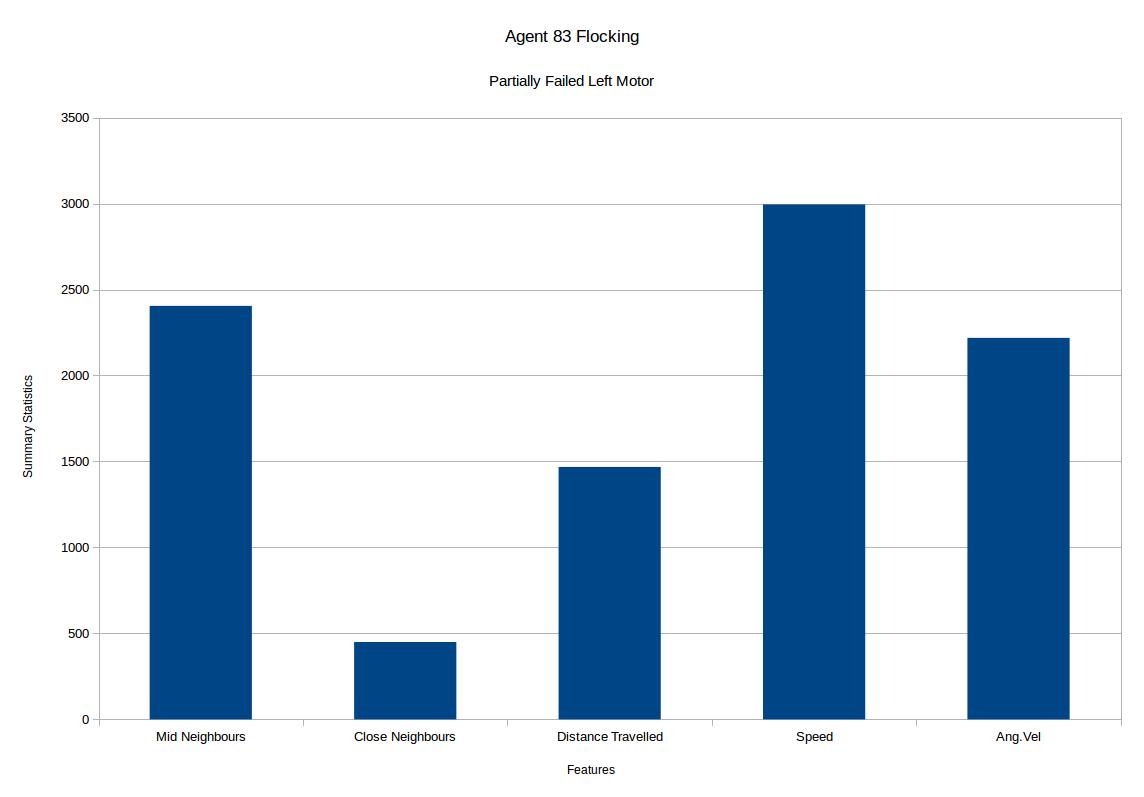 Agent 83 Flocking
Partially Failed Left Motor
3500
3000
2500
2000
1500
1000
500
0
Summary Statistics
Mid Neighbours
Close Neighbours
Distance Travelled
Speed
Ang.Vel
Features